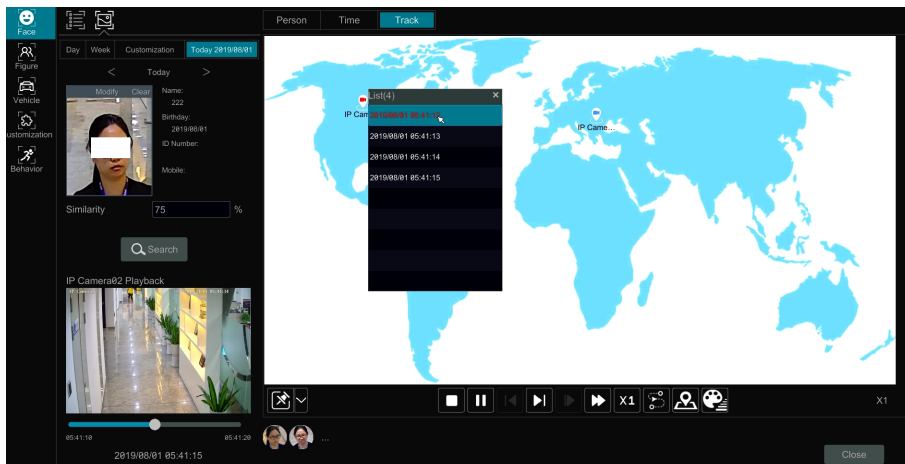 Face
Figure
Vehicle
ustomization
Behavior
Day Week Customization Today 2019/08/01
< Today >
Modify Clear
Name:
222
Birthday:
2019/08/01
ID Number:
Mobile:
Similarity 75 %
Search
IP Camera02 Playback
05:41:10 05:41:20
2019/08/01 05:41:15
Person Time Track
List(4) ×
IP Cam
2019/08/01 05:41:13
2019/08/01 05:41:14
2019/08/01 05:41:15
IP Came...
X1
X1
...
Close